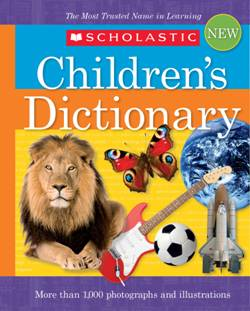 The Most Trusted Name in Learning
SCHOLASTIC
NEW
Children's
Dictionary
More than 1,000 photographs and illustrations